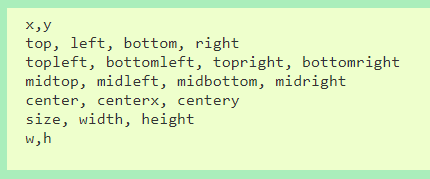 x,y
top, left, bottom, right
topleft, bottomleft, topright, bottomright
midtop, midleft, midbottom, midright
center, centerx, centery
size, width, height
w,h